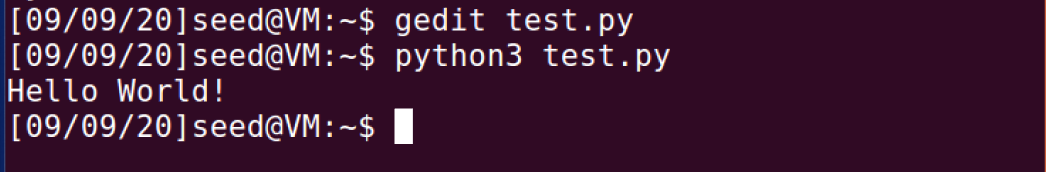 [09/09/20]seed@VM:~$ gedit test.py
[09/09/20]seed@VM:~$ python3 test.py
Hello World!
[09/09/20]seed@VM:~$